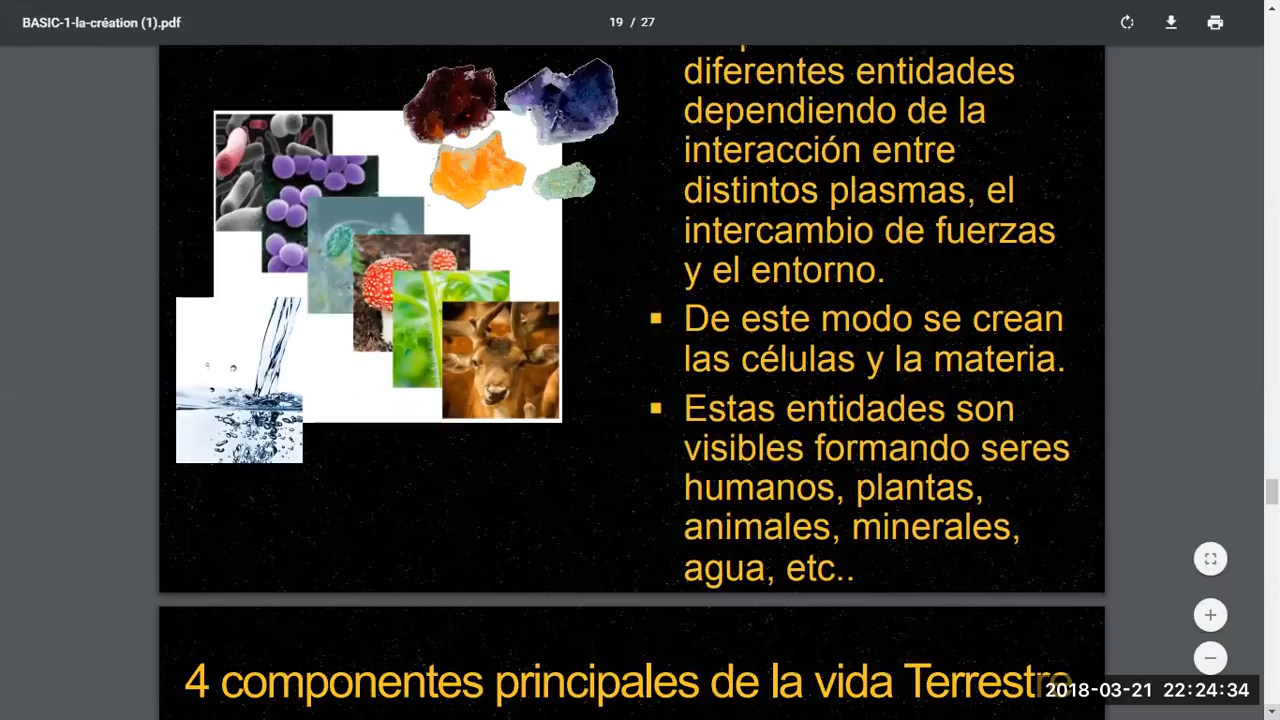 BASIC-1-la-création (1).pdf
19 / 27
diferentes entidades
dependiendo de la
interacción entre
distintos plasmas, el
intercambio de fuerzas
y el entorno.
▪ De este modo se crean
las células y la materia.
▪ Estas entidades son
visibles formando seres
humanos, plantas,
animales, minerales,
agua, etc..
4 componentes principales de la vida Terrestre
2018-03-21 22:24:34